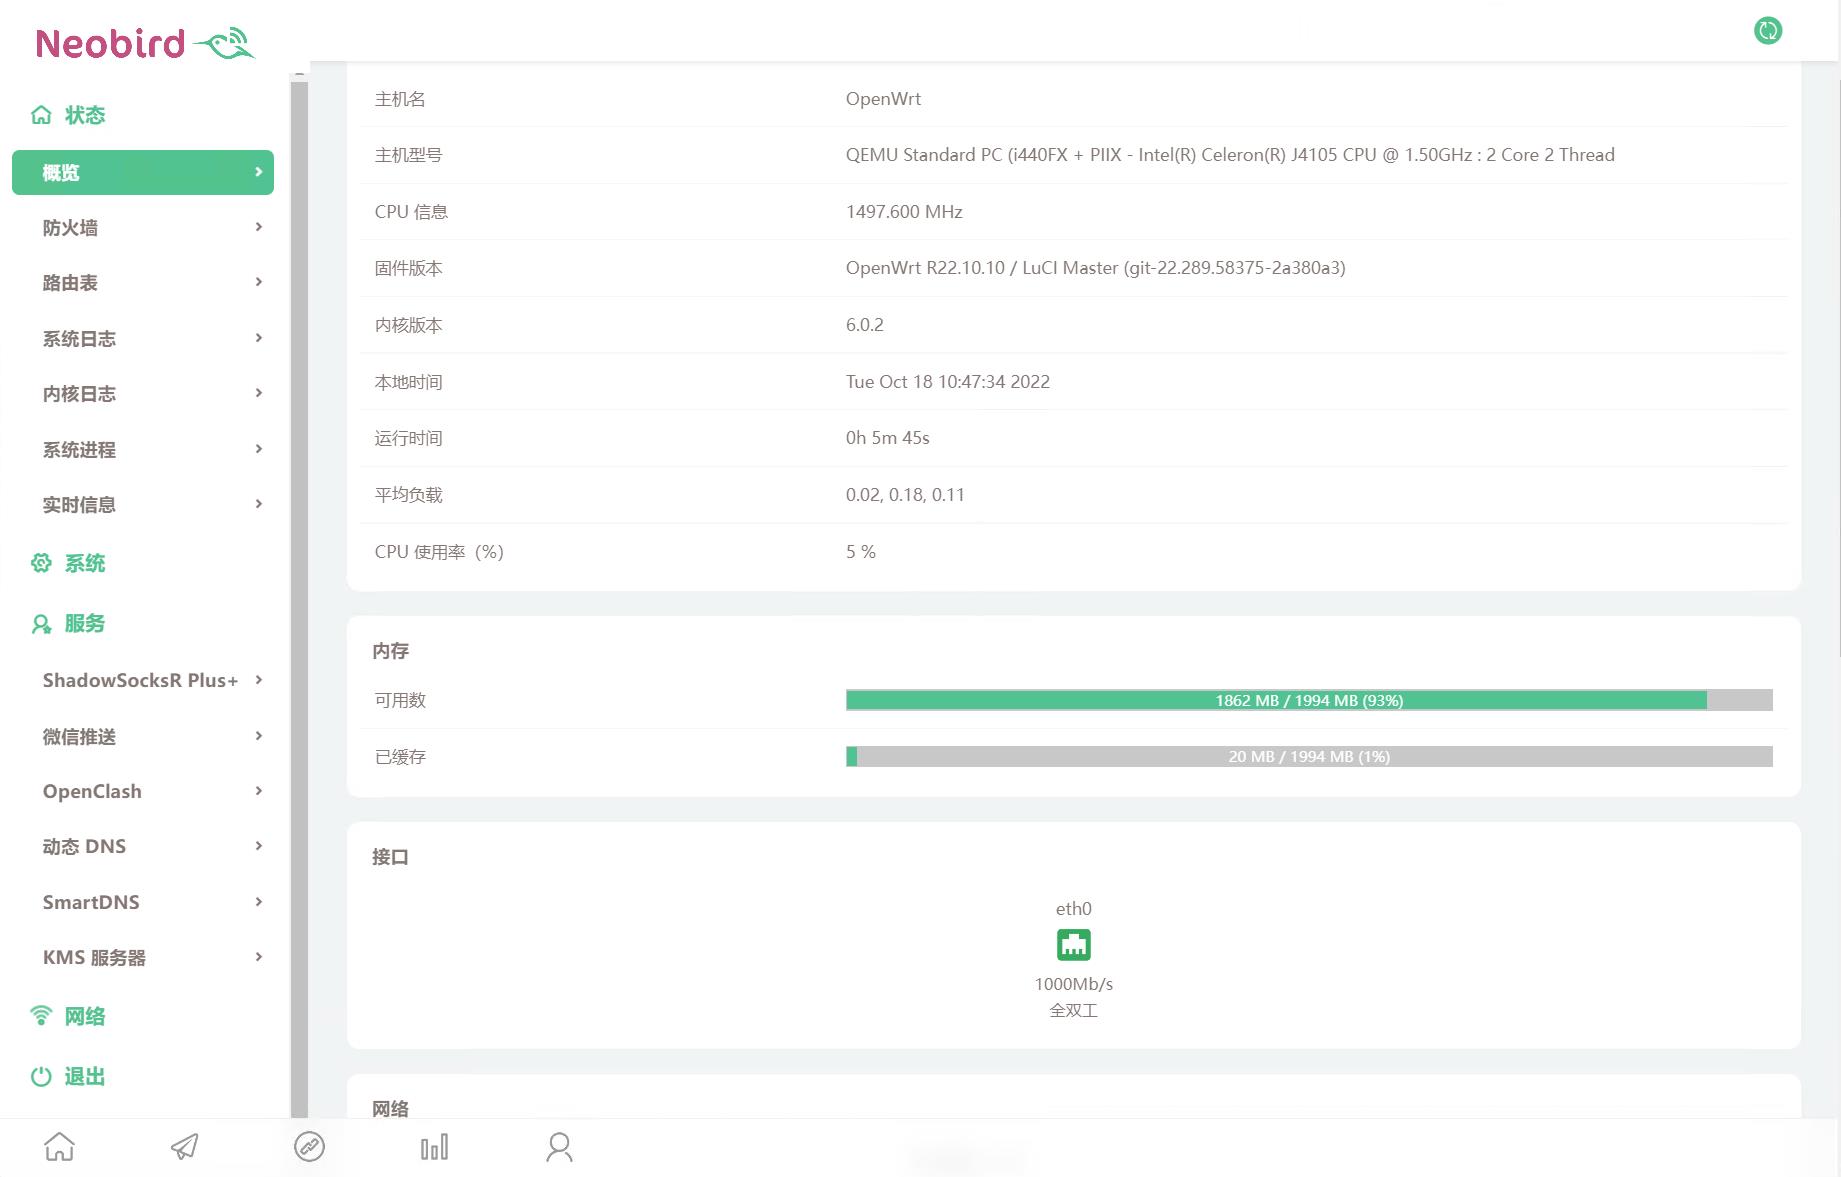 Neobird
状态
概览
防火墙
路由表
系统日志
内核日志
系统进程
实时信息
系统
服务
ShadowSocksR Plus+
微信推送
OpenClash
动态 DNS
SmartDNS
KMS 服务器
网络
退出
主机名 OpenWrt
主机型号 QEMU Standard PC (i440FX + PIIX - Intel(R) Celeron(R) J4105 CPU @ 1.50GHz : 2 Core 2 Thread
CPU 信息 1497.600 MHz
固件版本 OpenWrt R22.10.10 / LuCI Master (git-22.289.58375-2a380a3)
内核版本 6.0.2
本地时间 Tue Oct 18 10:47:34 2022
运行时间 0h 5m 45s
平均负载 0.02, 0.18, 0.11
CPU 使用率（%） 5 %
内存
可用数 1862 MB / 1994 MB (93%)
已缓存 20 MB / 1994 MB (1%)
接口
eth0
1000Mb/s
全双工
网络